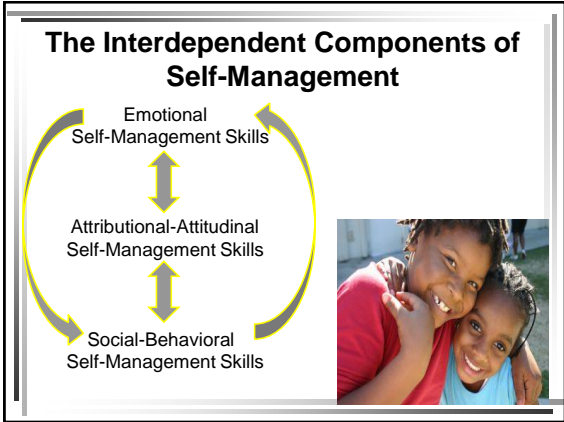 The Interdependent Components of
Self-Management
Emotional
Self-Management Skills
Attributional-Attitudinal
Self-Management Skills
Social-Behavioral
Self-Management Skills